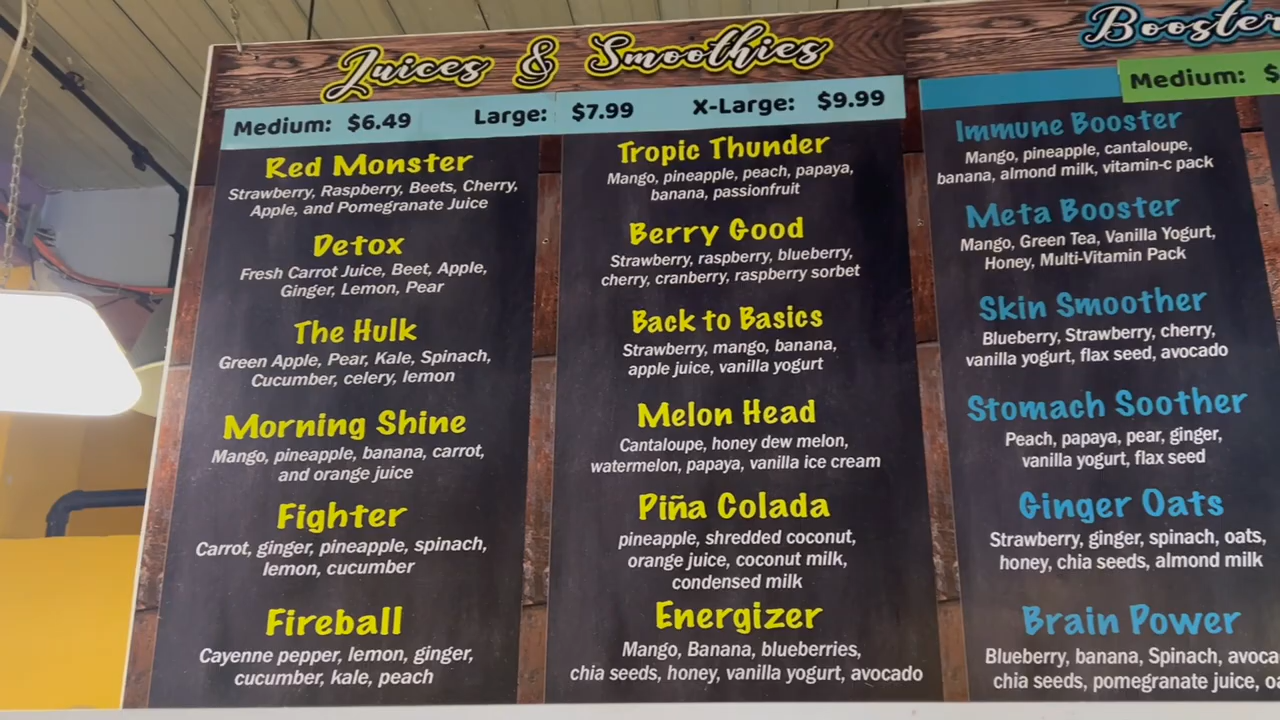 Juices & Smoothies
Medium: $6.49 Large: $7.99 X-Large: $9.99
Red Monster
Strawberry, Raspberry, Beets, Cherry,
Apple, and Pomegranate Juice
Detox
Fresh Carrot Juice, Beet, Apple,
Ginger, Lemon, Pear
The Hulk
Green Apple, Pear, Kale, Spinach,
Cucumber, celery, lemon
Morning Shine
Mango, pineapple, banana, carrot,
and orange juice
Fighter
Carrot, ginger, pineapple, spinach,
lemon, cucumber
Fireball
Cayenne pepper, lemon, ginger,
cucumber, kale, peach
Tropic Thunder
Mango, pineapple, peach, papaya,
banana, passionfruit
Berry Good
Strawberry, raspberry, blueberry,
cherry, cranberry, raspberry sorbet
Back to Basics
Strawberry, mango, banana,
apple juice, vanilla yogurt
Melon Head
Cantaloupe, honey dew melon,
watermelon, papaya, vanilla ice cream
Piña Colada
pineapple, shredded coconut,
orange juice, coconut milk,
condensed milk
Energizer
Mango, Banana, blueberries,
chia seeds, honey, vanilla yogurt, avocado
Booster
Medium: $
Immune Booster
Mango, pineapple, cantaloupe,
banana, almond milk, vitamin-c pack
Meta Booster
Mango, Green Tea, Vanilla Yogurt,
Honey, Multi-Vitamin Pack
Skin Smoother
Blueberry, Strawberry, cherry,
vanilla yogurt, flax seed, avocado
Stomach Soother
Peach, papaya, pear, ginger,
vanilla yogurt, flax seed
Ginger Oats
Strawberry, ginger, spinach, oats,
honey, chia seeds, almond milk
Brain Power
Blueberry, banana, Spinach, avoca
chia seeds, pomegranate juice, oa